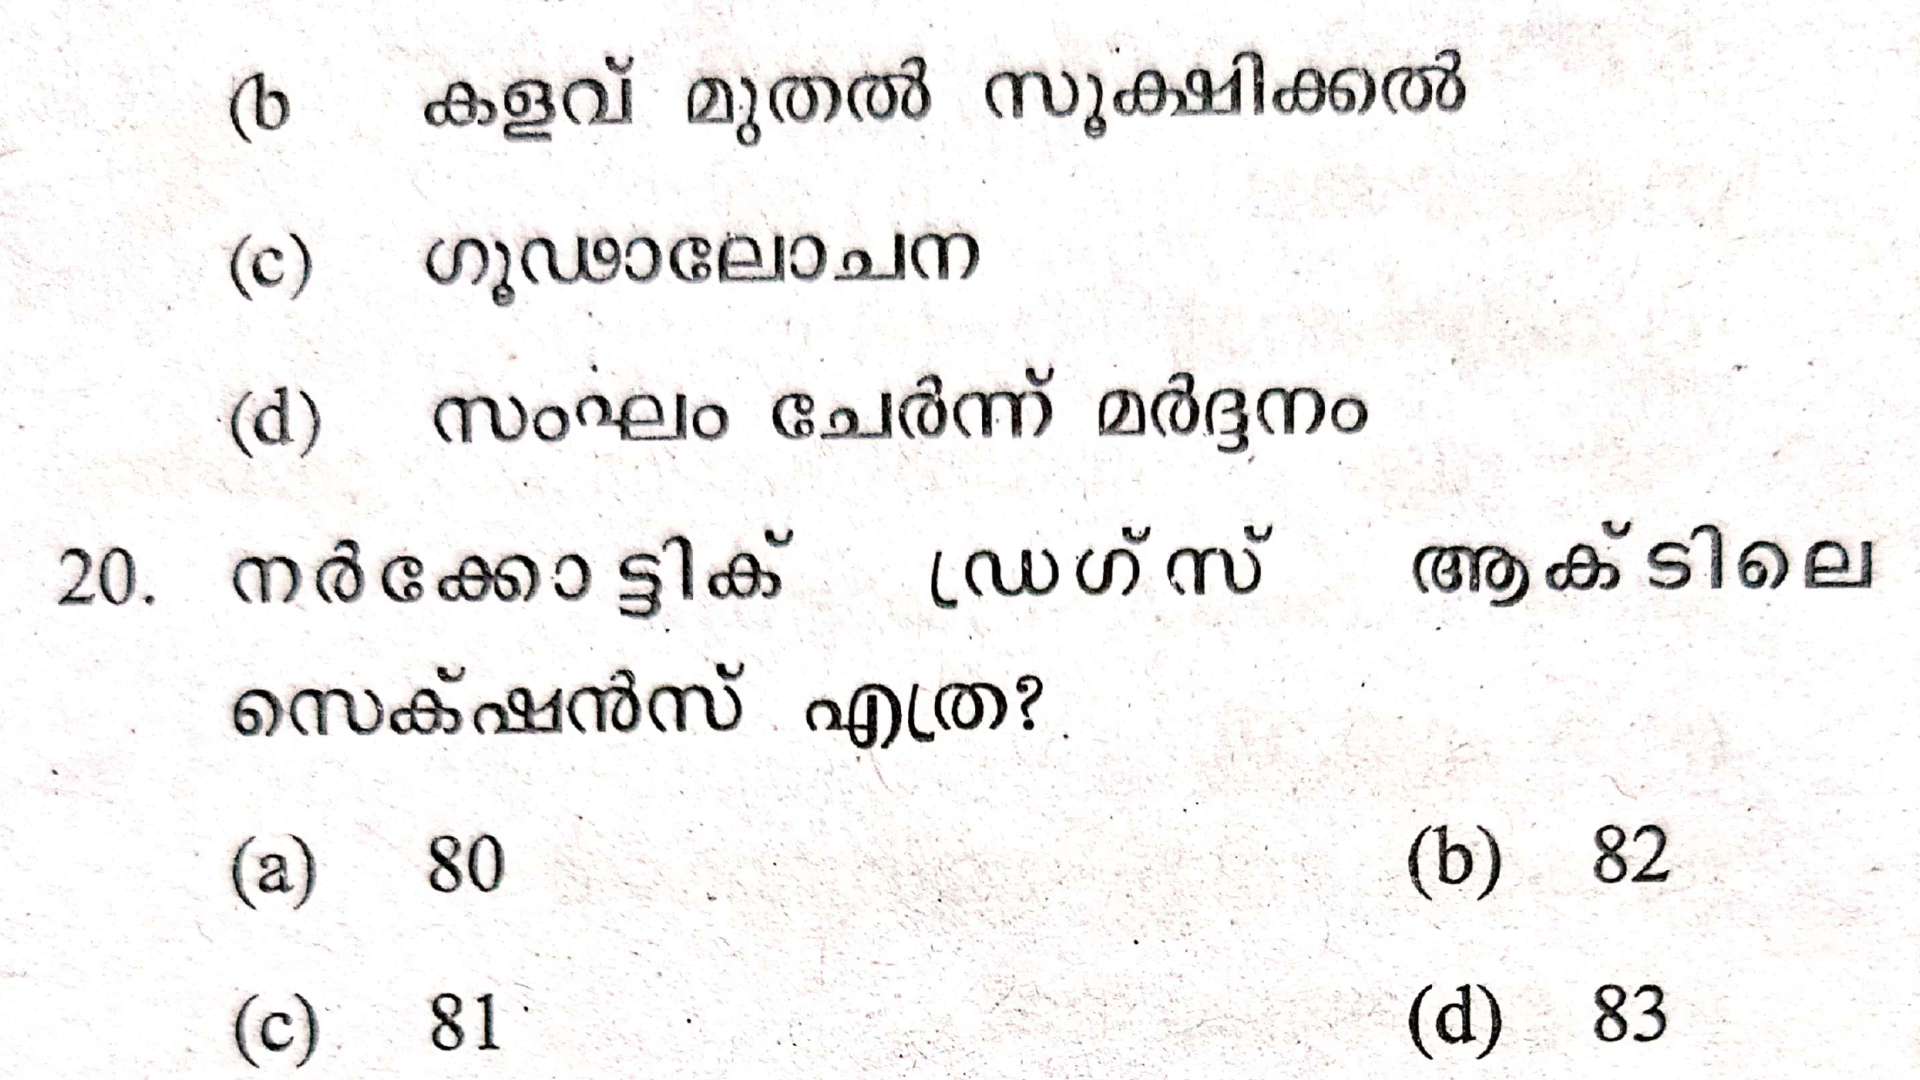 (b കളവ് മുതൽ സൂക്ഷിക്കൽ
(c) ഗൂഢാലോചന
(d) സംഘം ചേർന്ന് മർദ്ദനം
20. നർക്കോട്ടിക് ഡ്രഗ്സ് ആക്ടിലെ
സെക്ഷൻസ് എത്ര?
(a) 80 (b) 82
(c) 81 (d) 83